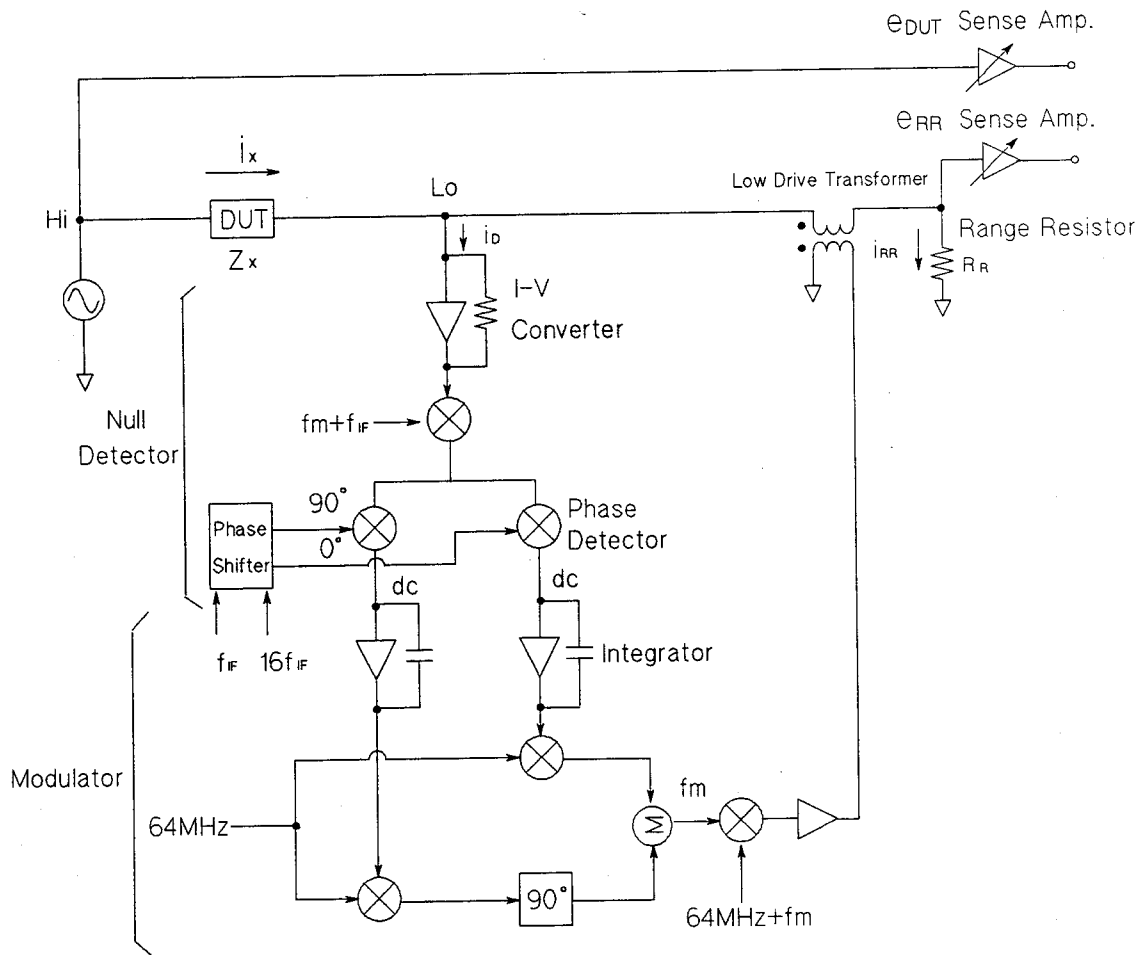 eDUT Sense Amp.
eRR Sense Amp.
ix
Lo
Low Drive Transformer
Hi
DUT
Zx
iD
iRR
Range Resistor
RR
I-V
Converter
Null
Detector
fm+fIF
90°
0°
Phase
Shifter
Phase
Detector
dc
dc
fIF
16fIF
Integrator
Modulator
64MHz
fm
Σ
90°
64MHz+fm